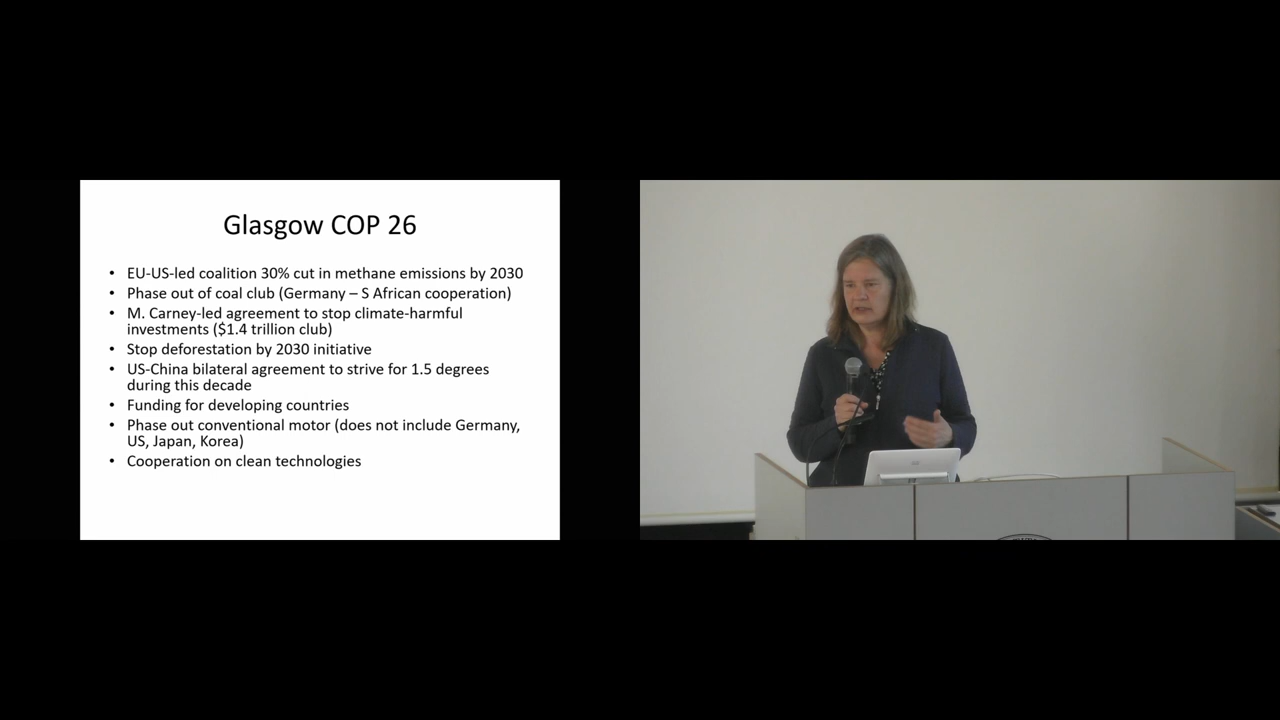 Glasgow COP 26
• EU-US-led coalition 30% cut in methane emissions by 2030
• Phase out of coal club (Germany – S African cooperation)
• M. Carney-led agreement to stop climate-harmful
investments ($1.4 trillion club)
• Stop deforestation by 2030 initiative
• US-China bilateral agreement to strive for 1.5 degrees
during this decade
• Funding for developing countries
• Phase out conventional motor (does not include Germany,
US, Japan, Korea)
• Cooperation on clean technologies